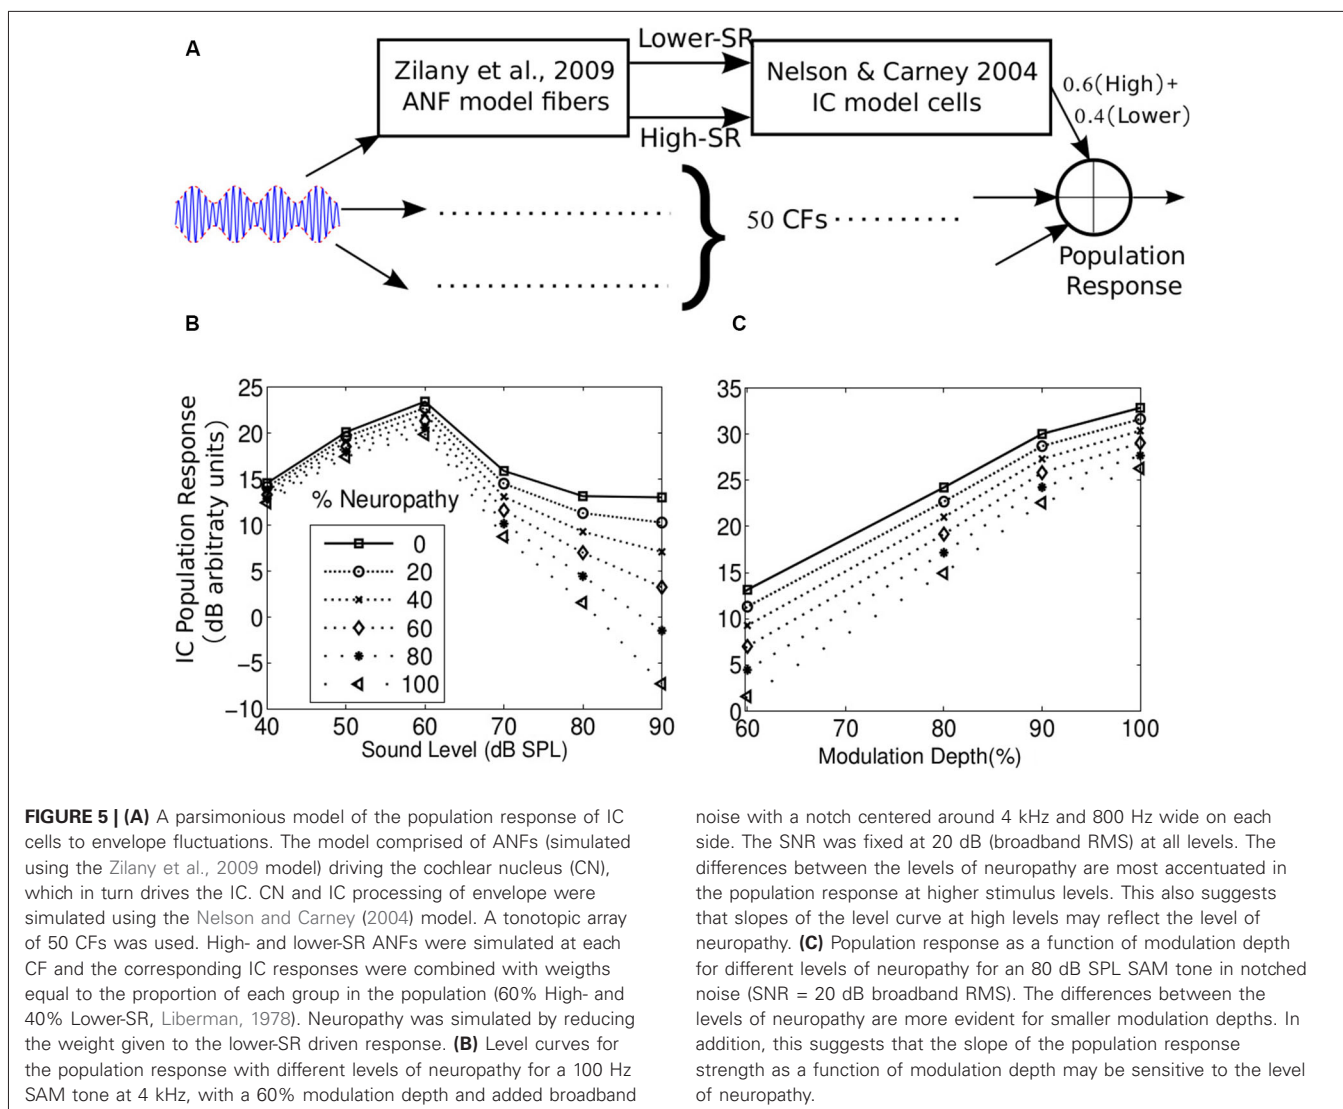 A
Zilany et al., 2009
ANF model fibers
Lower-SR
High-SR
Nelson & Carney 2004
IC model cells
0.6(High)+
0.4(Lower)
50 CFs
Population
Response
B
IC Population Response
(dB arbitraty units)
25
20
15
10
5
0
−5
−10
% Neuropathy
0
20
40
60
80
100
40 50 60 70 80 90
Sound Level (dB SPL)
C
35
30
25
20
15
10
5
0
60 70 80 90 100
Modulation Depth(%)
FIGURE 5 | (A) A parsimonious model of the population response of IC
cells to envelope fluctuations. The model comprised of ANFs (simulated
using the Zilany et al., 2009 model) driving the cochlear nucleus (CN),
which in turn drives the IC. CN and IC processing of envelope were
simulated using the Nelson and Carney (2004) model. A tonotopic array
of 50 CFs was used. High- and lower-SR ANFs were simulated at each
CF and the corresponding IC responses were combined with weigths
equal to the proportion of each group in the population (60% High- and
40% Lower-SR, Liberman, 1978). Neuropathy was simulated by reducing
the weight given to the lower-SR driven response. (B) Level curves for
the population response with different levels of neuropathy for a 100 Hz
SAM tone at 4 kHz, with a 60% modulation depth and added broadband
noise with a notch centered around 4 kHz and 800 Hz wide on each
side. The SNR was fixed at 20 dB (broadband RMS) at all levels. The
differences between the levels of neuropathy are most accentuated in
the population response at higher stimulus levels. This also suggests
that slopes of the level curve at high levels may reflect the level of
neuropathy. (C) Population response as a function of modulation depth
for different levels of neuropathy for an 80 dB SPL SAM tone in notched
noise (SNR = 20 dB broadband RMS). The differences between the
levels of neuropathy are more evident for smaller modulation depths. In
addition, this suggests that the slope of the population response
strength as a function of modulation depth may be sensitive to the level
of neuropathy.